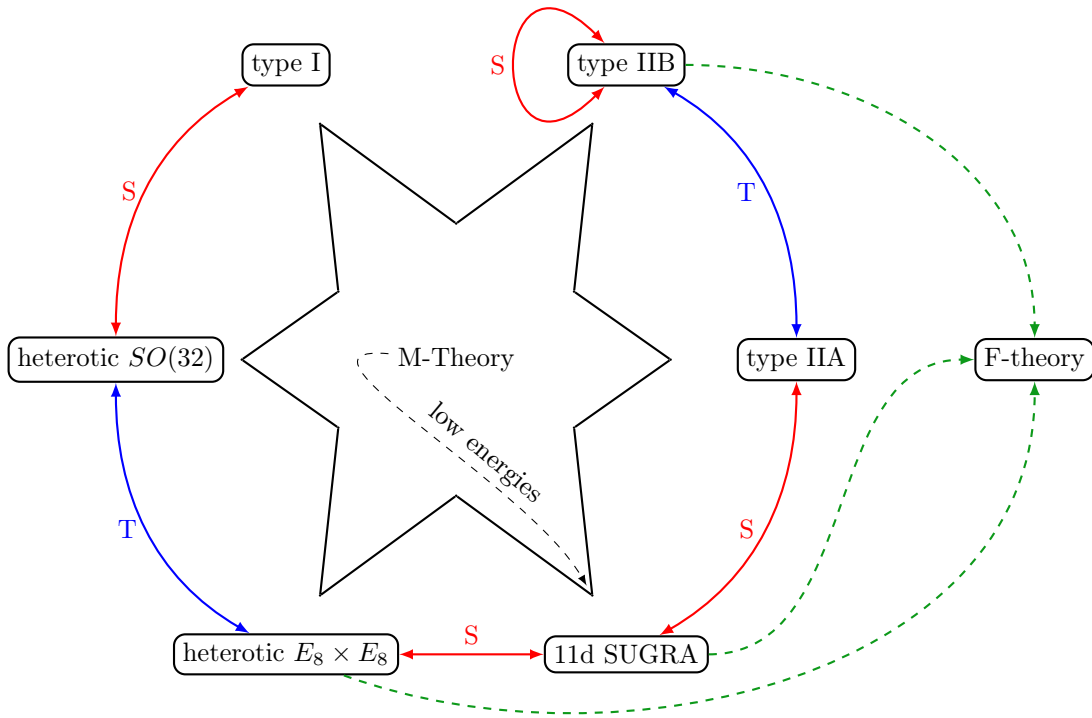 type I
type IIB
S
S
T
heterotic SO(32)
M-Theory
type IIA
F-theory
low energies
T
S
S
heterotic E₈ × E₈
11d SUGRA